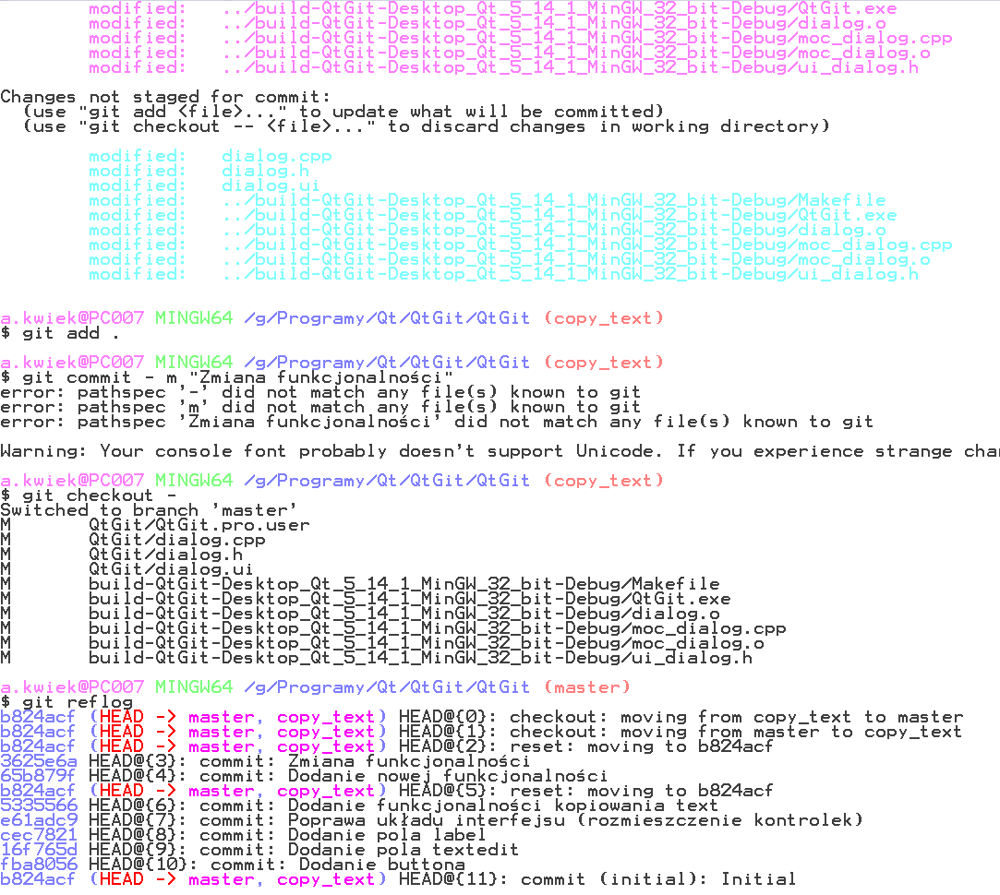 modified:   ../build-QtGit-Desktop_Qt_5_14_1_MinGW_32_bit-Debug/QtGit.exe
modified:   ../build-QtGit-Desktop_Qt_5_14_1_MinGW_32_bit-Debug/dialog.o
modified:   ../build-QtGit-Desktop_Qt_5_14_1_MinGW_32_bit-Debug/moc_dialog.cpp
modified:   ../build-QtGit-Desktop_Qt_5_14_1_MinGW_32_bit-Debug/moc_dialog.o
modified:   ../build-QtGit-Desktop_Qt_5_14_1_MinGW_32_bit-Debug/ui_dialog.h
Changes not staged for commit:
(use "git add <file>..." to update what will be committed)
(use "git checkout -- <file>..." to discard changes in working directory)
modified:   dialog.cpp
modified:   dialog.h
modified:   dialog.ui
modified:   ../build-QtGit-Desktop_Qt_5_14_1_MinGW_32_bit-Debug/Makefile
modified:   ../build-QtGit-Desktop_Qt_5_14_1_MinGW_32_bit-Debug/QtGit.exe
modified:   ../build-QtGit-Desktop_Qt_5_14_1_MinGW_32_bit-Debug/dialog.o
modified:   ../build-QtGit-Desktop_Qt_5_14_1_MinGW_32_bit-Debug/moc_dialog.cpp
modified:   ../build-QtGit-Desktop_Qt_5_14_1_MinGW_32_bit-Debug/moc_dialog.o
modified:   ../build-QtGit-Desktop_Qt_5_14_1_MinGW_32_bit-Debug/ui_dialog.h
a.kwiek@PC007 MINGW64 /g/Programy/Qt/QtGit/QtGit (copy_text)
$ git add .
a.kwiek@PC007 MINGW64 /g/Programy/Qt/QtGit/QtGit (copy_text)
$ git commit - m "Zmiana funkcjonalności"
error: pathspec '-' did not match any file(s) known to git
error: pathspec 'm' did not match any file(s) known to git
error: pathspec 'Zmiana funkcjonalności' did not match any file(s) known to git
Warning: Your console font probably doesn't support Unicode. If you experience strange cha
a.kwiek@PC007 MINGW64 /g/Programy/Qt/QtGit/QtGit (copy_text)
$ git checkout -
Switched to branch 'master'
M       QtGit/QtGit.pro.user
M       QtGit/dialog.cpp
M       QtGit/dialog.h
M       QtGit/dialog.ui
M       build-QtGit-Desktop_Qt_5_14_1_MinGW_32_bit-Debug/Makefile
M       build-QtGit-Desktop_Qt_5_14_1_MinGW_32_bit-Debug/QtGit.exe
M       build-QtGit-Desktop_Qt_5_14_1_MinGW_32_bit-Debug/dialog.o
M       build-QtGit-Desktop_Qt_5_14_1_MinGW_32_bit-Debug/moc_dialog.cpp
M       build-QtGit-Desktop_Qt_5_14_1_MinGW_32_bit-Debug/moc_dialog.o
M       build-QtGit-Desktop_Qt_5_14_1_MinGW_32_bit-Debug/ui_dialog.h
a.kwiek@PC007 MINGW64 /g/Programy/Qt/QtGit/QtGit (master)
$ git reflog
b824acf (HEAD -> master, copy_text) HEAD@{0}: checkout: moving from copy_text to master
b824acf (HEAD -> master, copy_text) HEAD@{1}: checkout: moving from master to copy_text
b824acf (HEAD -> master, copy_text) HEAD@{2}: reset: moving to b824acf
3625e6a HEAD@{3}: commit: Zmiana funkcjonalności
65b879f HEAD@{4}: commit: Dodanie nowej funkcjonalności
b824acf (HEAD -> master, copy_text) HEAD@{5}: reset: moving to b824acf
5335566 HEAD@{6}: commit: Dodanie funkcjonalności kopiowania text
e61adc9 HEAD@{7}: commit: Poprawa układu interfejsu (rozmieszczenie kontrolek)
cec7821 HEAD@{8}: commit: Dodanie pola label
16f765d HEAD@{9}: commit: Dodanie pola textedit
fba8056 HEAD@{10}: commit: Dodanie buttona
b824acf (HEAD -> master, copy_text) HEAD@{11}: commit (initial): Initial